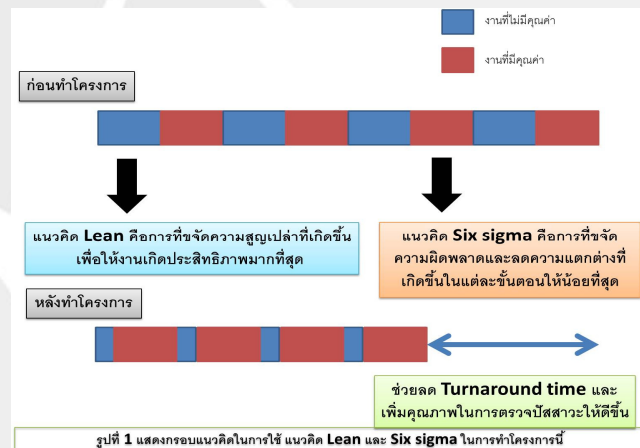 งานที่ไม่มีคุณค่า
งานที่มีคุณค่า
ก่อนทำโครงการ
แนวคิด Lean คือการที่ขจัดความสูญเปล่าที่เกิดขึ้น
เพื่อให้งานเกิดประสิทธิภาพมากที่สุด
แนวคิด Six sigma คือการที่ขจัด
ความผิดพลาดและลดความแตกต่างที่
เกิดขึ้นในแต่ละขั้นตอนให้น้อยที่สุด
หลังทำโครงการ
ช่วยลด Turnaround time และ
เพิ่มคุณภาพในการตรวจปัสสาวะให้ดีขึ้น
รูปที่ 1 แสดงกรอบแนวคิดในการใช้ แนวคิด Lean และ Six sigma ในการทำโครงการนี้